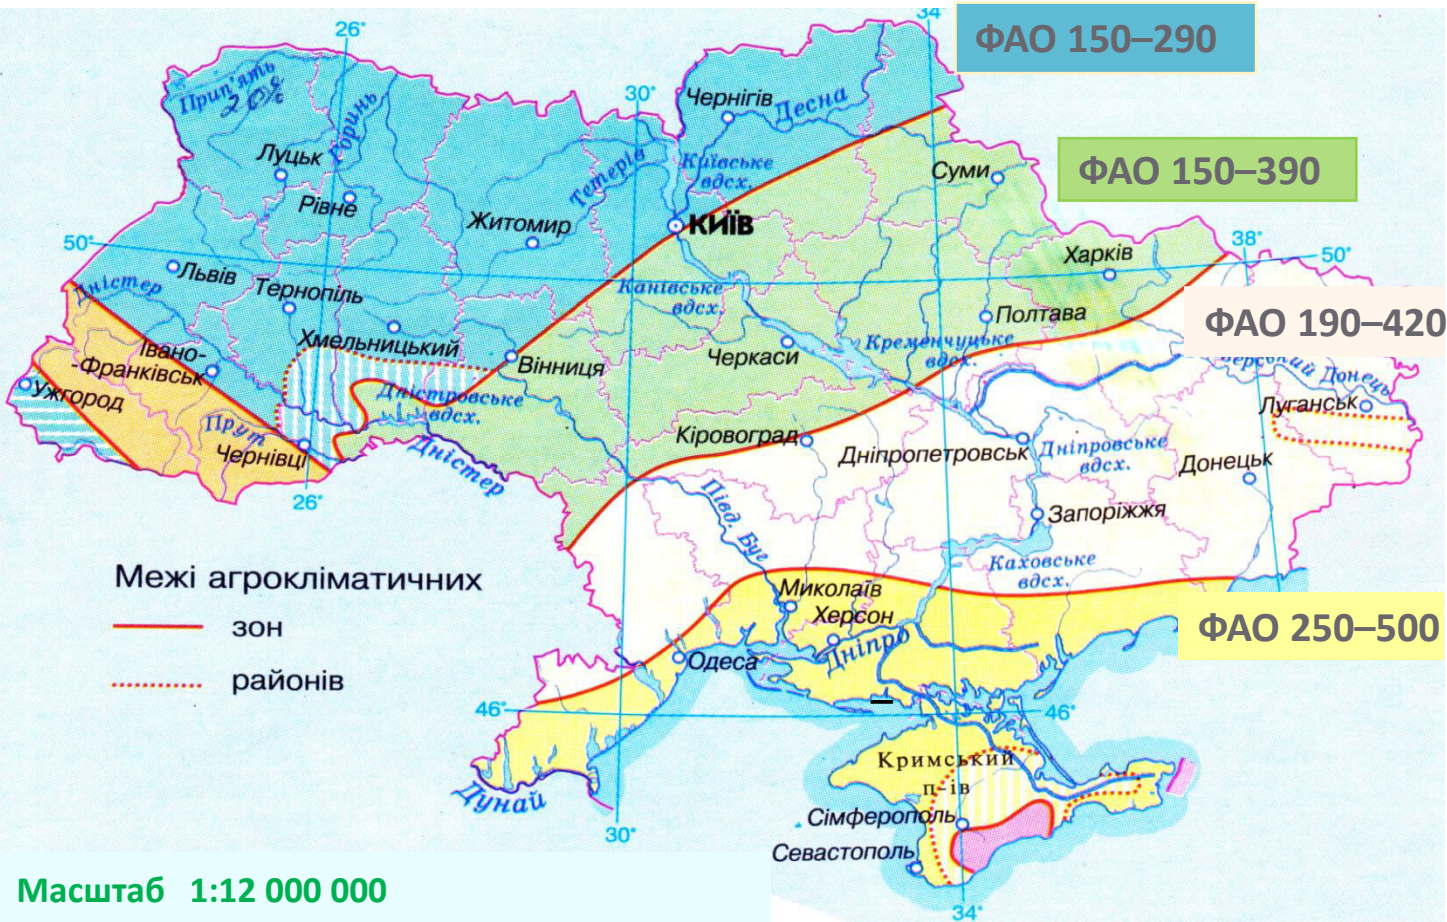 26°
34°
ФАО 150–290
Прип'ять
Горинь
30°
Чернігів
Десна
Луцьк
Рівне
Тетерів
Київське
вдсх.
Суми
ФАО 150–390
Житомир
КИЇВ
50°
Львів
Тернопіль
Дністер
Канівське
вдсх.
Харків
38°
50°
Хмельницький
Вінниця
Черкаси
Полтава
Кременчуцьке
вдсх.
ФАО 190–420
Івано-
-Франківськ
Ужгород
Дністровське
вдсх.
Донець
Луганськ
Прут
Чернівці
Дністер
Кіровоград
Дніпропетровськ
Дніпровське
вдсх.
Донецьк
26°
Півд. Буг
Запоріжжя
Каховське
вдсх.
Межі агрокліматичних
зон
районів
Миколаїв
Херсон
Дніпро
ФАО 250–500
Одеса
46°
46°
Кримський
п-ів
Дунай
30°
Сімферополь
Севастополь
34°
Масштаб 1:12 000 000